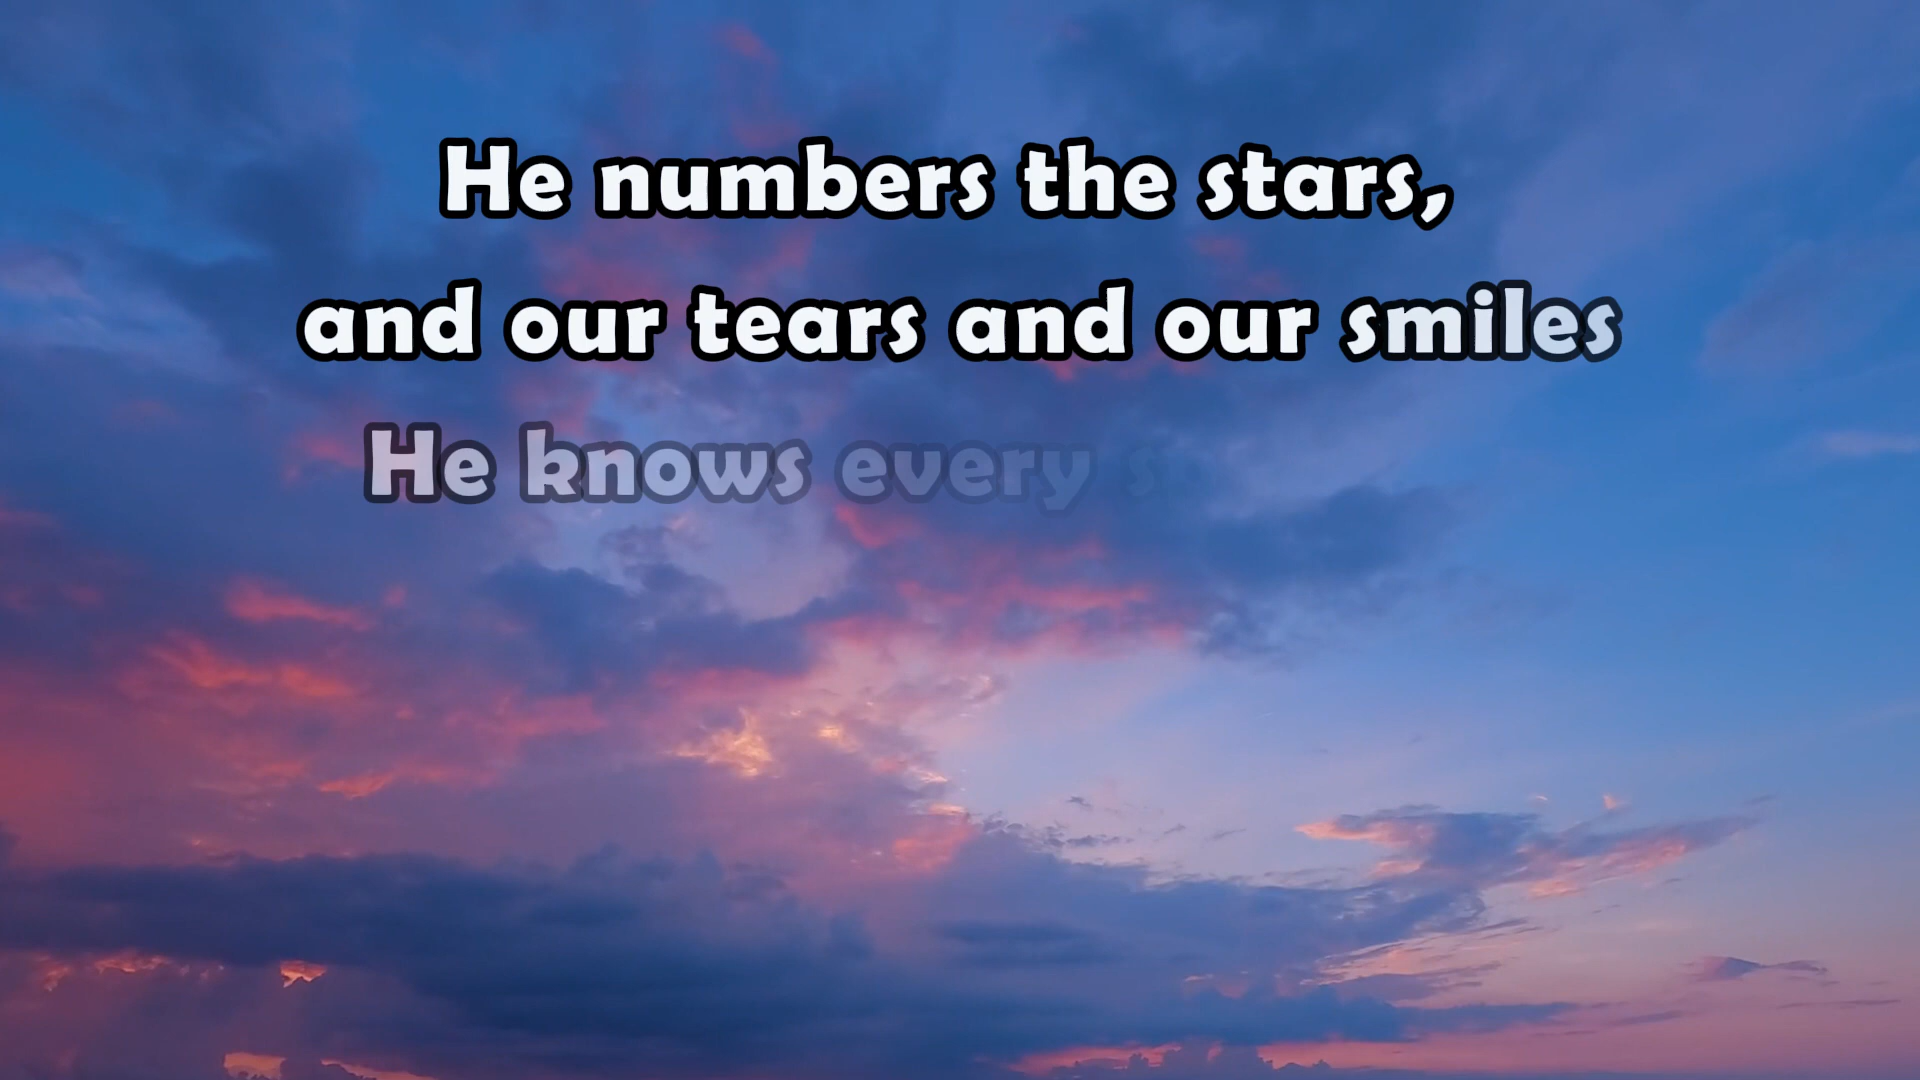 He numbers the stars,
and our tears and our smiles
He knows every